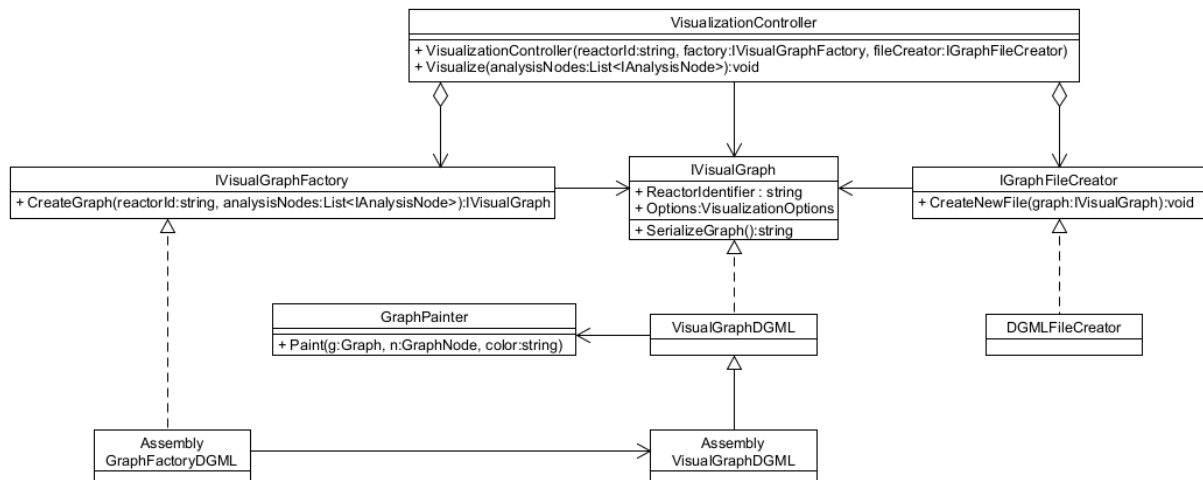 VisualizationController
+ VisualizationController(reactorId:string, factory:IVisualGraphFactory, fileCreator:IGraphFileCreator)
+ Visualize(analysisNodes:List<IAnalysisNode>):void
IVisualGraphFactory
+ CreateGraph(reactorId:string, analysisNodes:List<IAnalysisNode>):IVisualGraph
IVisualGraph
+ ReactorIdentifier : string
+ Options:VisualizationOptions
+ SerializeGraph():string
IGraphFileCreator
+ CreateNewFile(graph:IVisualGraph):void
GraphPainter
+ Paint(g:Graph, n:GraphNode, color:string)
VisualGraphDGML
DGMLFileCreator
Assembly
GraphFactoryDGML
Assembly
VisualGraphDGML